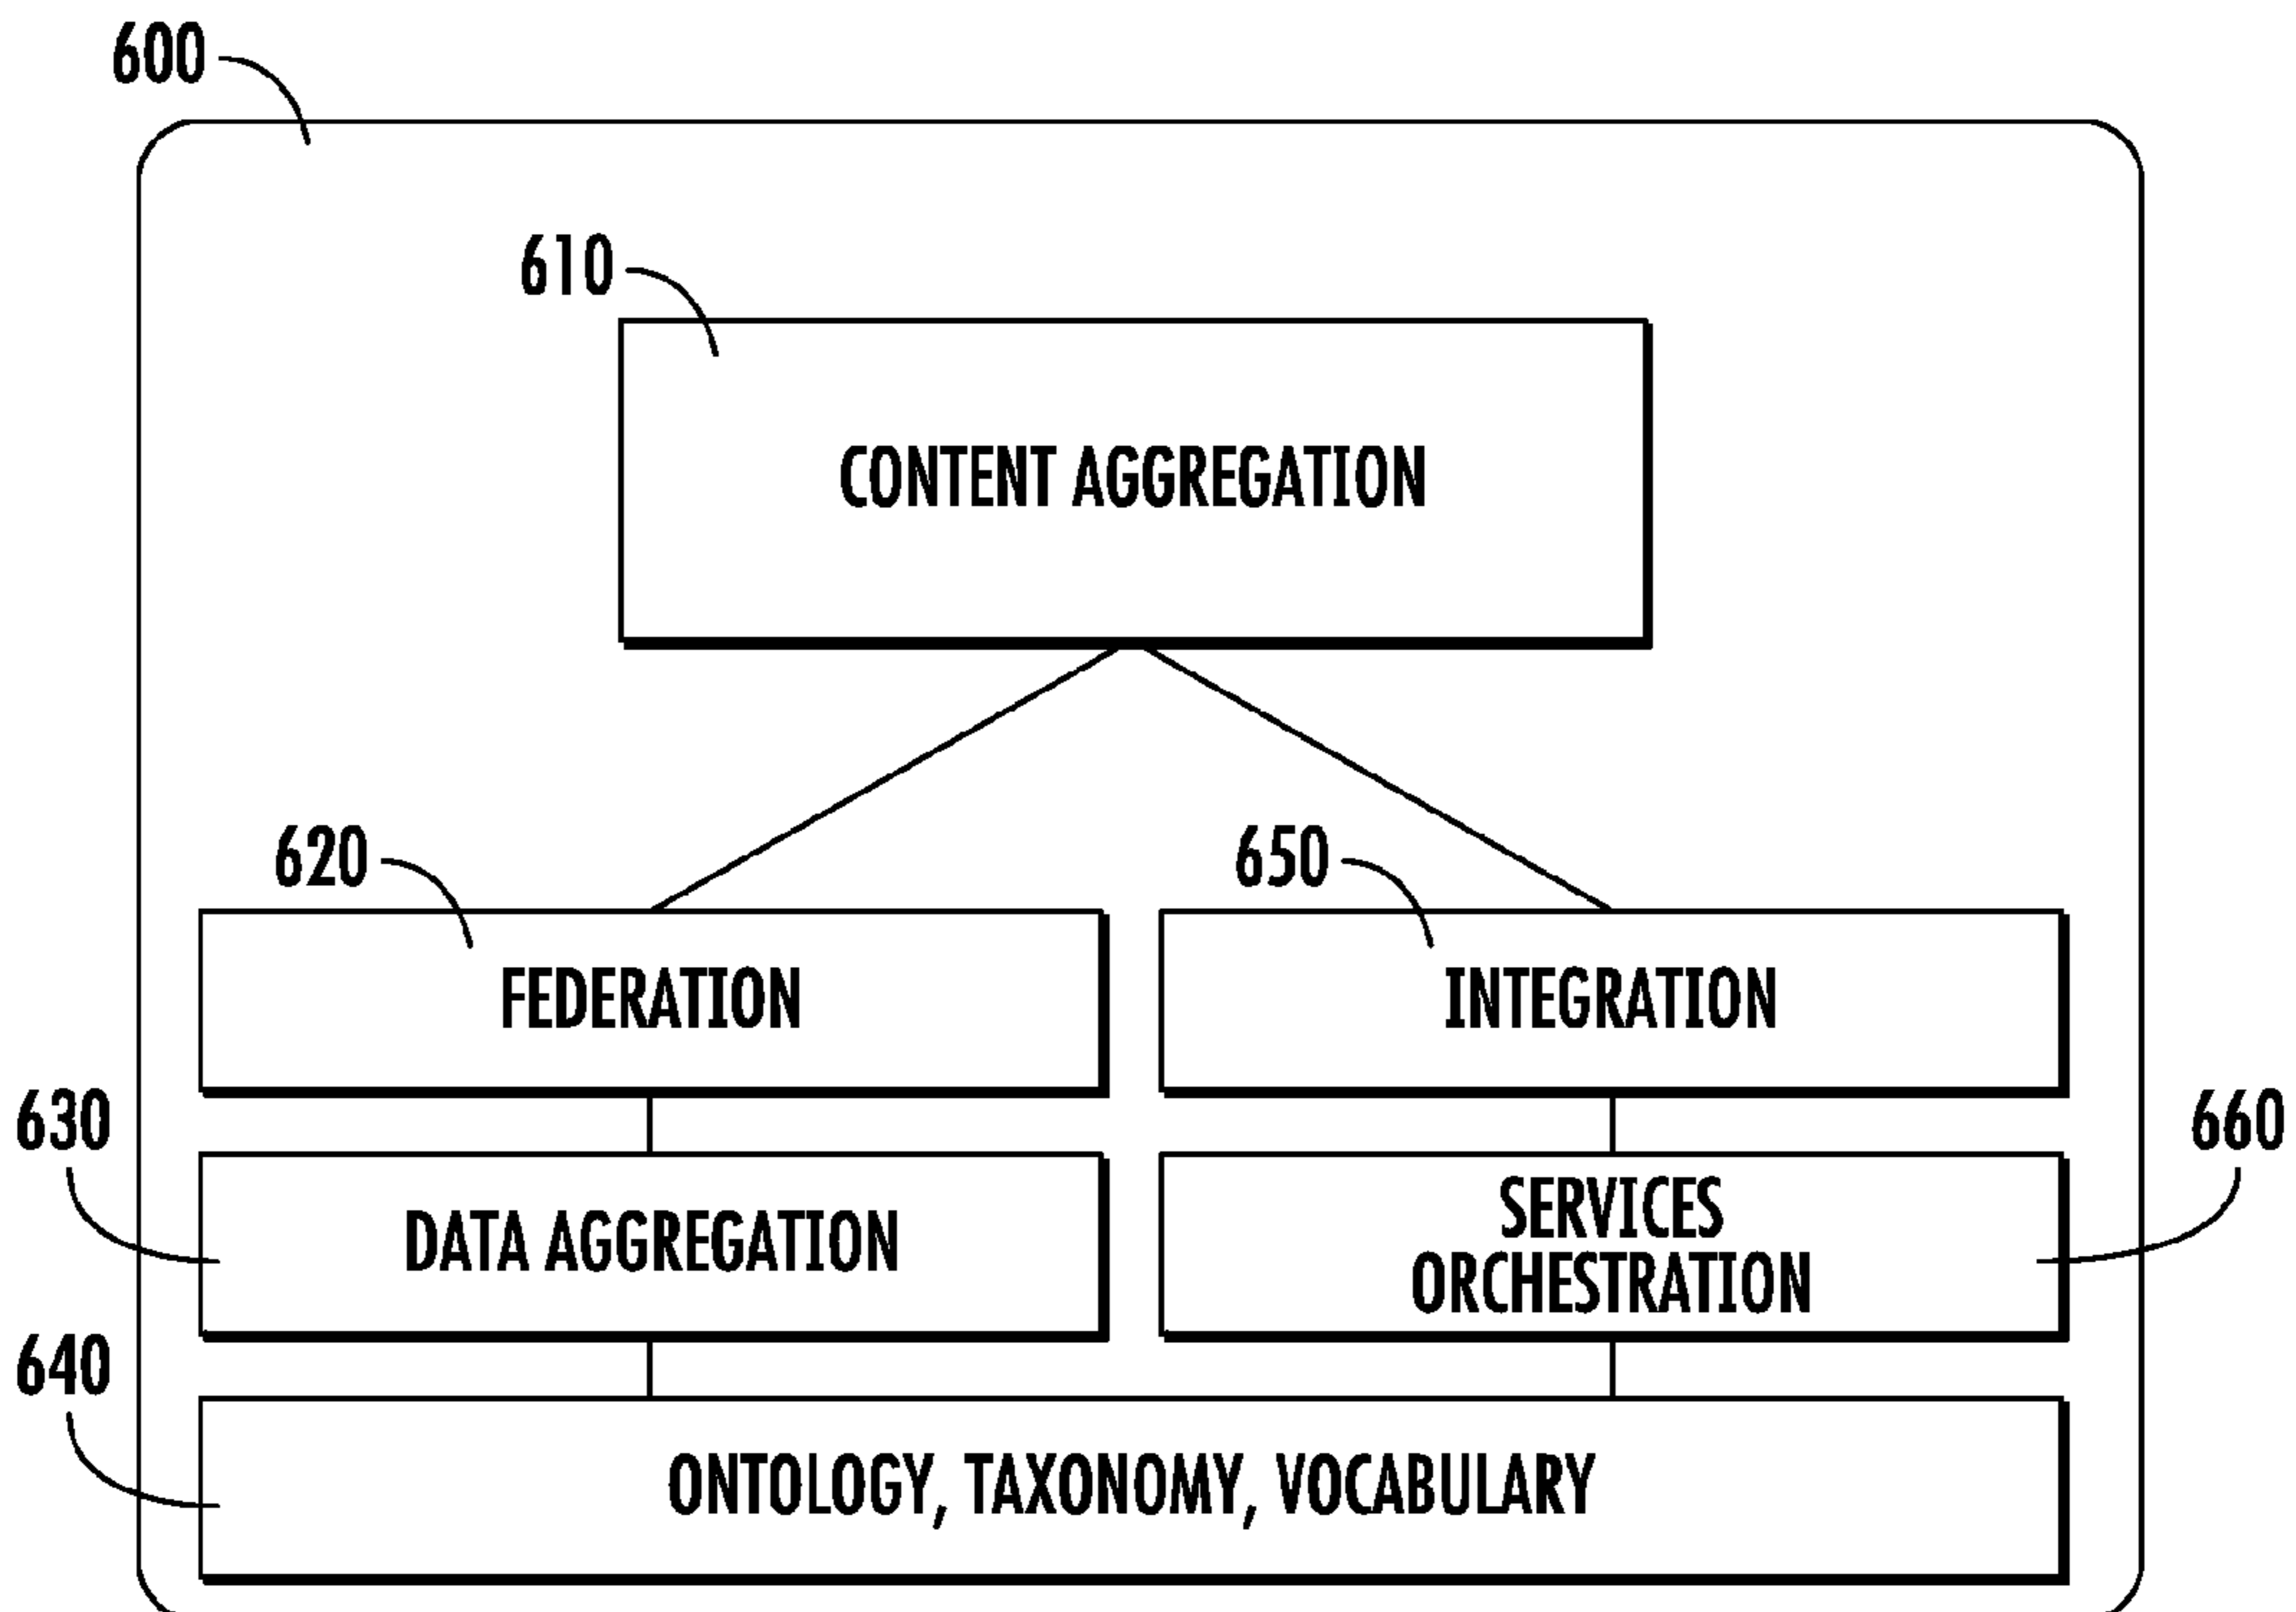 600
610
CONTENT AGGREGATION
620
650
FEDERATION
INTEGRATION
630
660
DATA AGGREGATION
SERVICES
ORCHESTRATION
640
ONTOLOGY, TAXONOMY, VOCABULARY